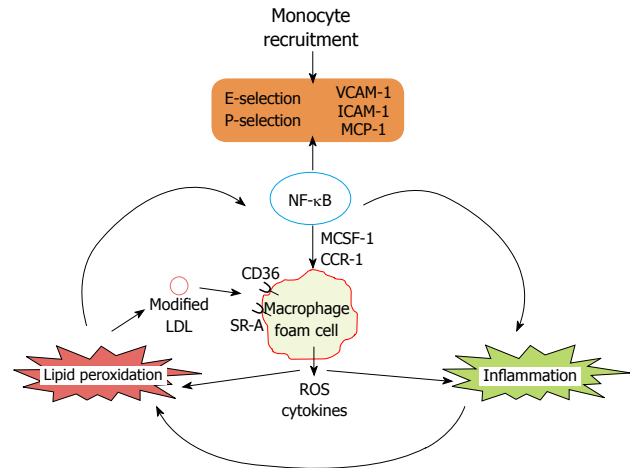 Monocyte
recruitment
E-selection
P-selection
VCAM-1
ICAM-1
MCP-1
NF-κB
MCSF-1
CCR-1
CD36
Modified
LDL
SR-A
Macrophage
foam cell
Lipid peroxidation
Inflammation
ROS
cytokines